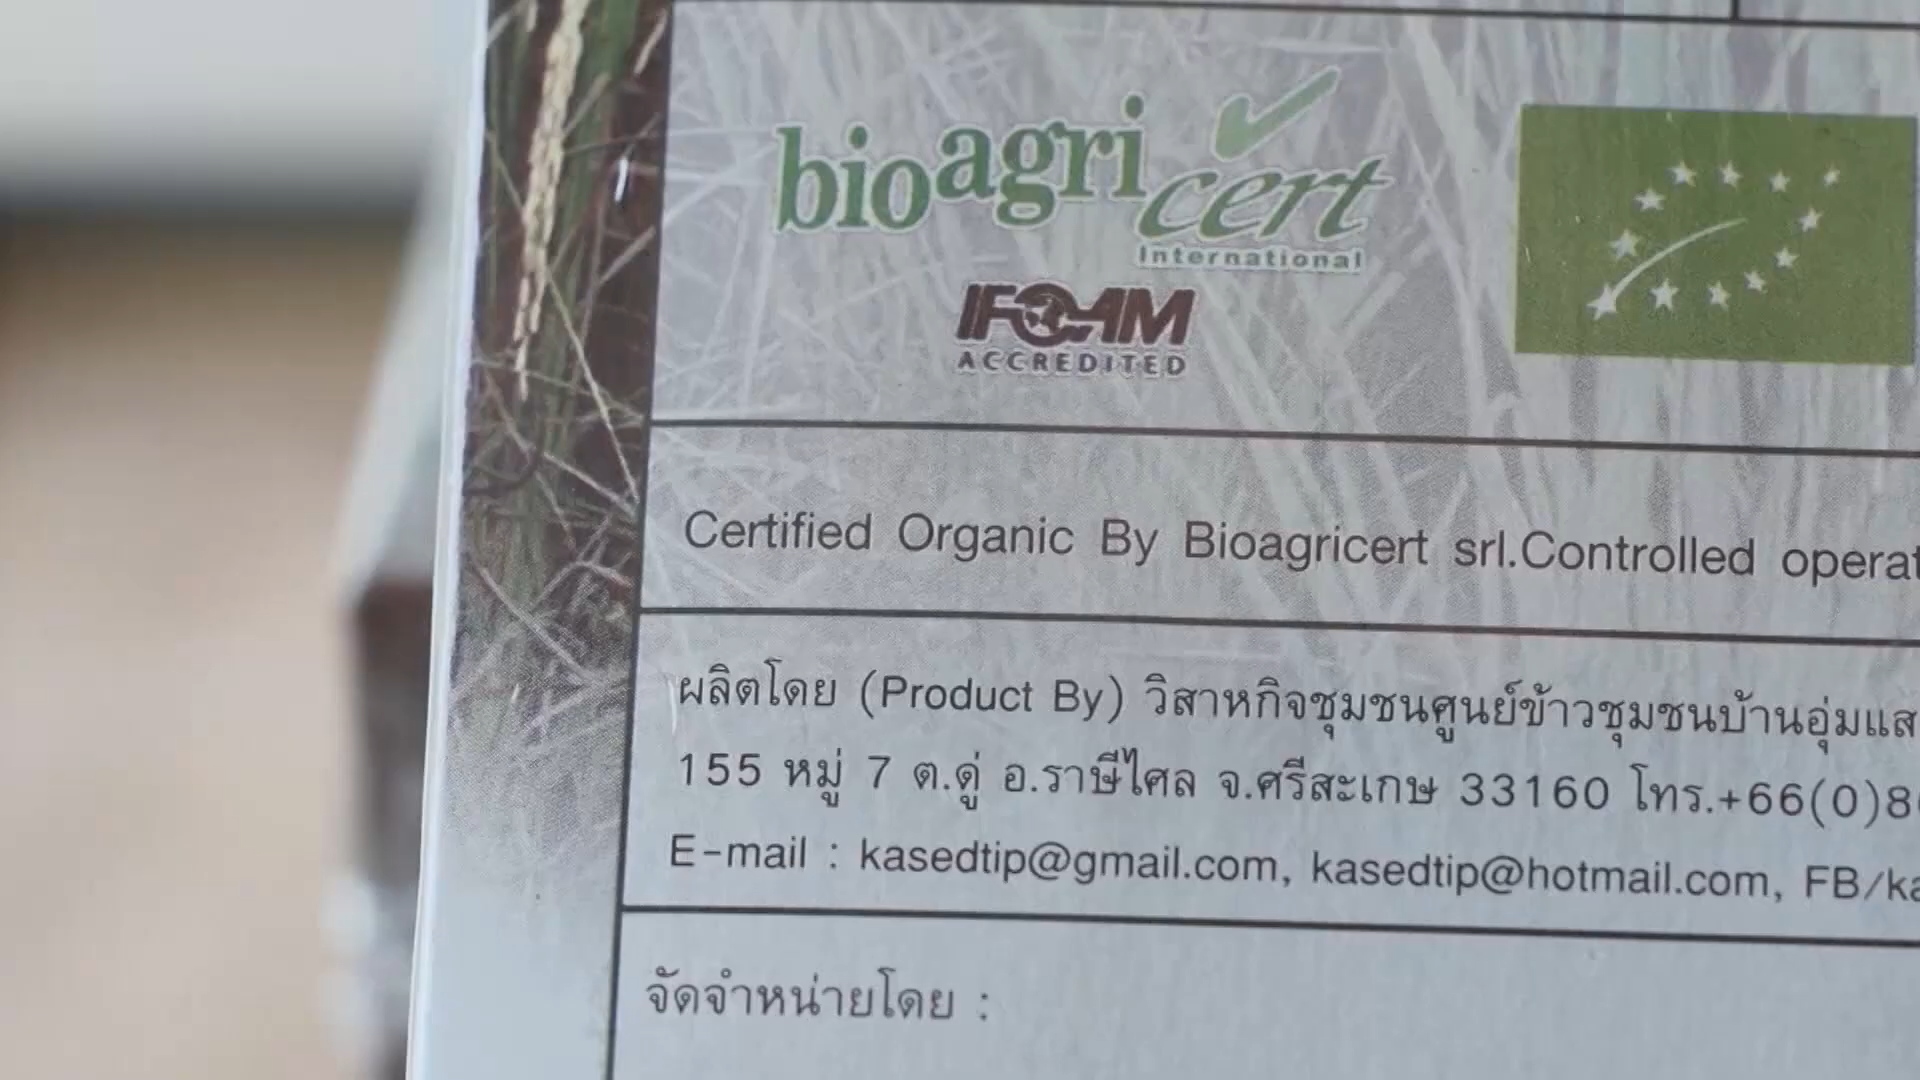 bioagricert
International
IFOAM
ACCREDITED
Certified Organic By Bioagricert srl.Controlled operat
ผลิตโดย (Product By) วิสาหกิจชุมชนศูนย์ข้าวชุมชนบ้านอุ่มแส
155 หมู่ 7 ต.ดู่ อ.ราษีไศล จ.ศรีสะเกษ 33160 โทร.+66(0)8
E-mail : kasedtip@gmail.com, kasedtip@hotmail.com, FB/ka
จัดจำหน่ายโดย :